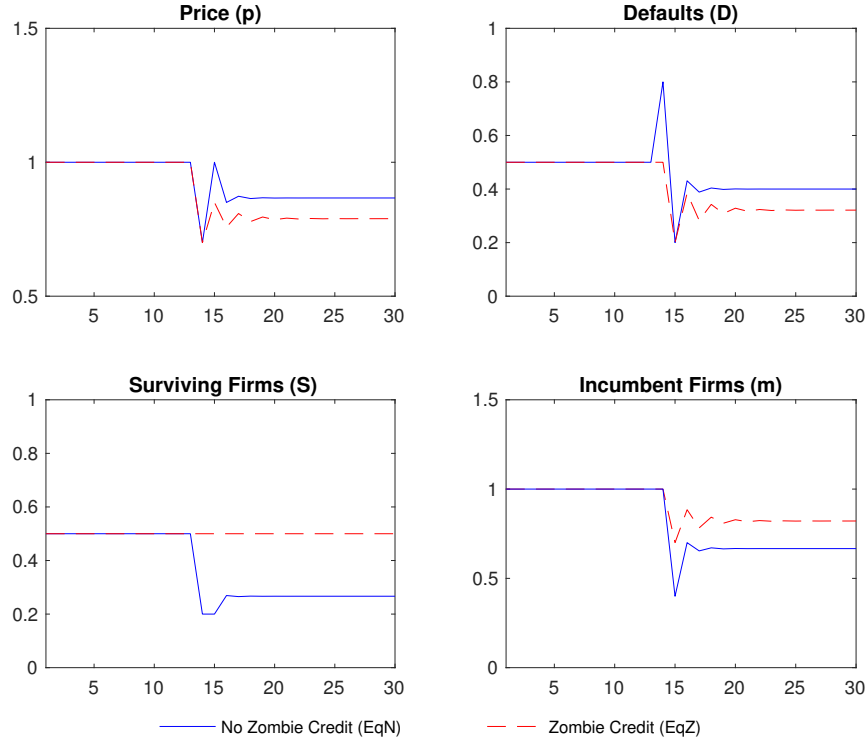 Price (p)
1.5
1
0.5
5 10 15 20 25 30
Defaults (D)
1
0.8
0.6
0.4
0.2
0
5 10 15 20 25 30
Surviving Firms (S)
1
0.8
0.6
0.4
0.2
0
5 10 15 20 25 30
Incumbent Firms (m)
1.5
1
0.5
0
5 10 15 20 25 30
No Zombie Credit (EqN)
Zombie Credit (EqZ)